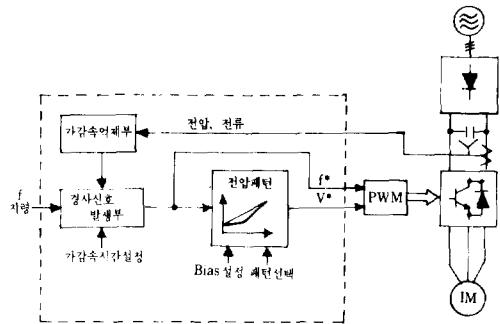 전압, 전류
가감속억제부
f
지령
경사신호
발생부
가감속시간설정
전압패턴
Bias 설정 패턴선택
f*
V*
PWM
IM